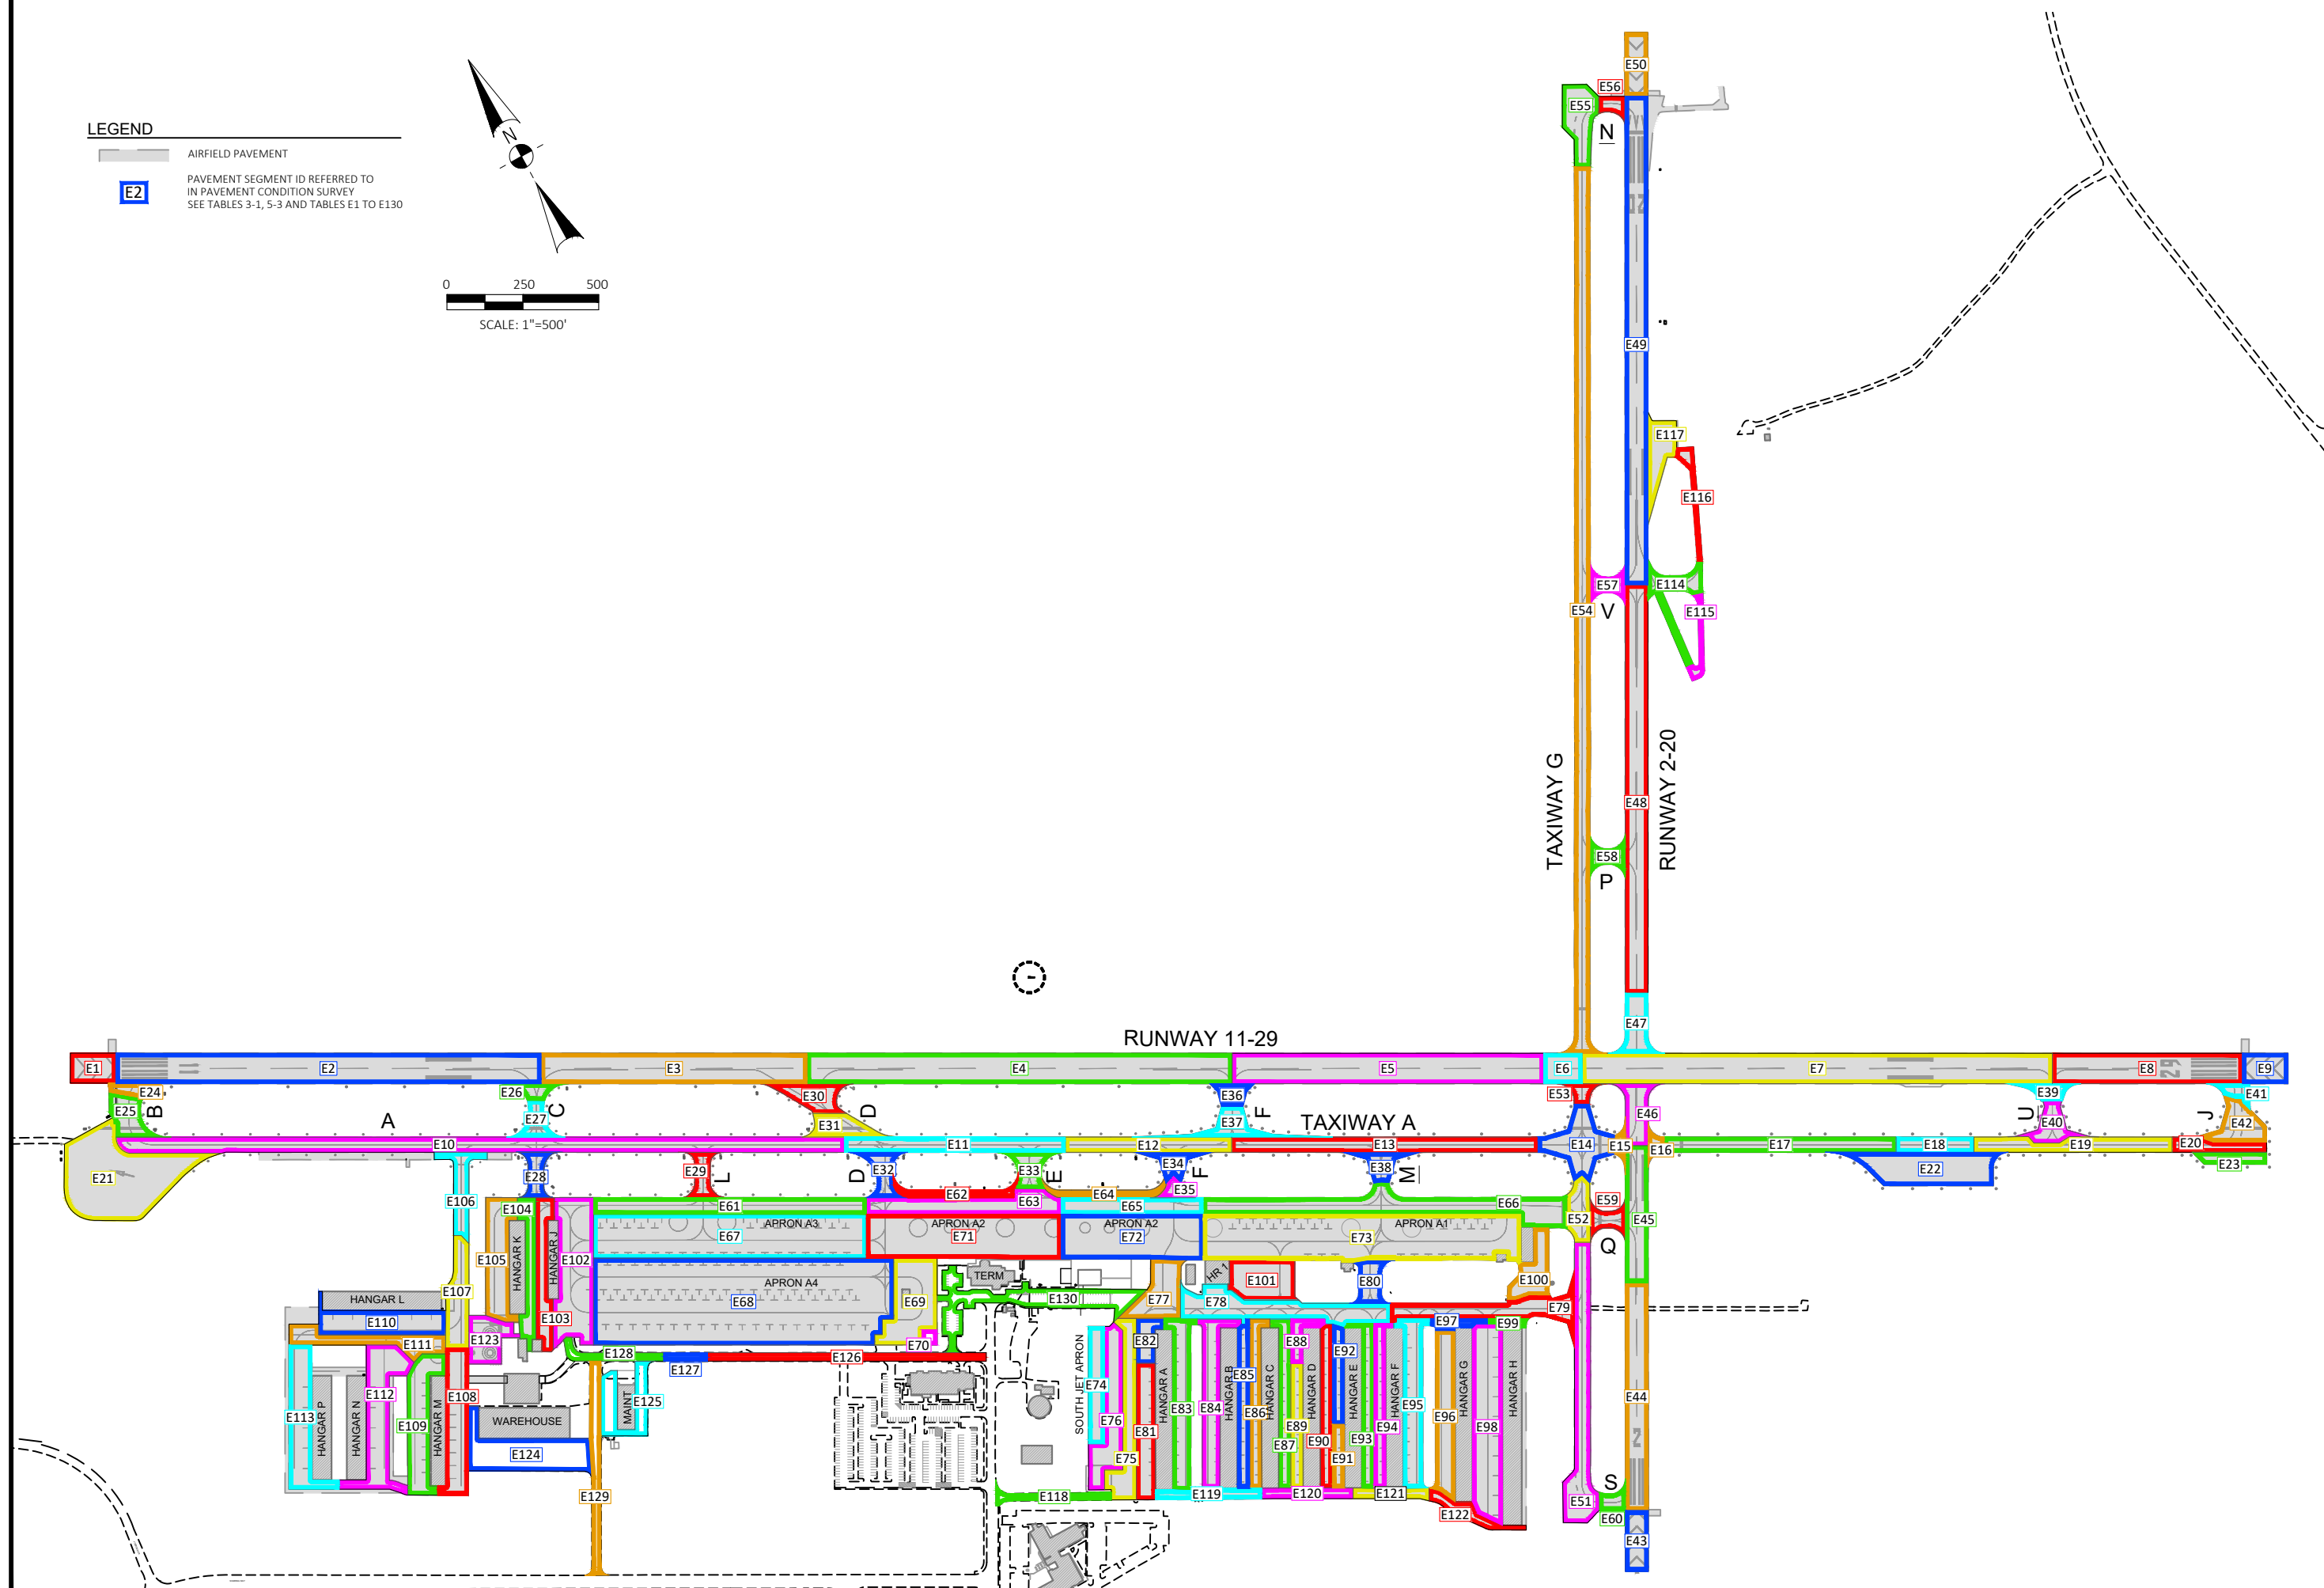 E50
E56
E55
N
LEGEND
AIRFIELD PAVEMENT
N
PAVEMENT SEGMENT ID REFERRED TO
E2
IN PAVEMENT CONDITION SURVEY
SEE TABLES 3-1, 5-3 AND TABLES E1 TO E130
20
0 250 500
SCALE: 1"=500'
E49
E117
E116
E57
E114
E54
V
E115
TAXIWAY G
RUNWAY 2-20
E48
E58
P
E47
RUNWAY 11-29
E1
E2
E3
E4
E5
E6
E7
E8
29
E9
E24
E26
E30
E36
E53
E39
E41
E25
B
C
E27
D
E31
F
E37
TAXIWAY A
E46
U
E40
J
E42
A
E10
E11
E12
E13
E14
E15
E16
E17
E18
E19
E20
E21
E28
E29
L
D
E32
E33
E
E34
F
E38
M
E22
E23
E106
E62
E63
E64
E35
E104
E61
E65
E66
E59
E52
E45
E105
HANGAR K
HANGAR J
E102
APRON A3
E67
APRON A2
E71
APRON A2
E72
APRON A1
E73
Q
E107
APRON A4
E68
E69
TERM
HR 1
E101
E80
E100
HANGAR L
E130
E77
E78
E79
E110
E103
E123
E70
E82
E97
E99
E111
E128
E126
E127
E88
E92
E112
E108
E125
MAINT
SOUTH JET APRON
E74
E76
HANGAR A
E83
E84
HANGAR B
E85
E86
HANGAR C
HANGAR D
HANGAR E
HANGAR F
E95
E96
HANGAR G
E98
HANGAR H
E44
E113
HANGAR P
HANGAR N
E109
HANGAR M
WAREHOUSE
E124
E75
E81
E87
E89
E90
E91
E93
E94
2
E129
E118
E119
E120
E121
E122
S
E51
E60
E43